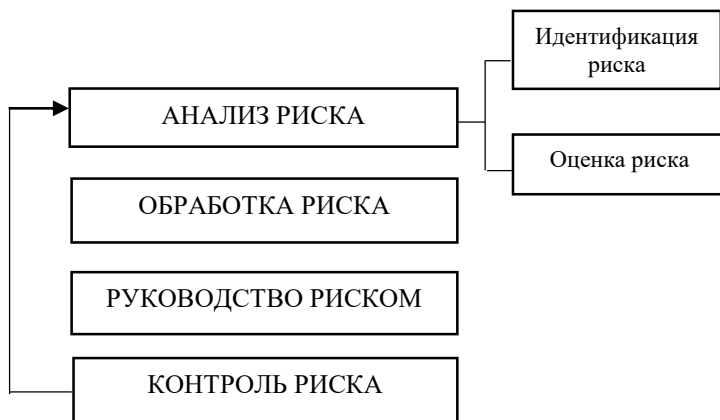 Идентификация
риска
АНАЛИЗ РИСКА
Оценка риска
ОБРАБОТКА РИСКА
РУКОВОДСТВО РИСКОМ
КОНТРОЛЬ РИСКА